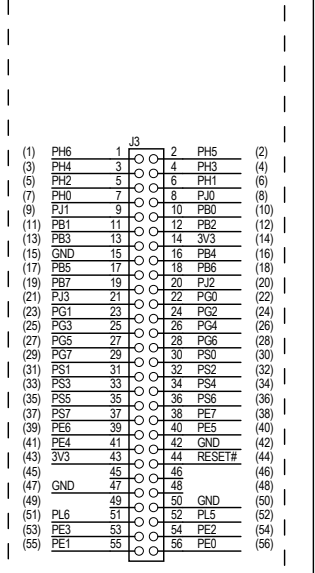 J3
(1) PH6 1 2 PH5 (2)
(3) PH4 3 4 PH3 (4)
(5) PH2 5 6 PH1 (6)
(7) PH0 7 8 PJ0 (8)
(9) PJ1 9 10 PB0 (10)
(11) PB1 11 12 PB2 (12)
(13) PB3 13 14 3V3 (14)
(15) GND 15 16 PB4 (16)
(17) PB5 17 18 PB6 (18)
(19) PB7 19 20 PJ2 (20)
(21) PJ3 21 22 PG0 (22)
(23) PG1 23 24 PG2 (24)
(25) PG3 25 26 PG4 (26)
(27) PG5 27 28 PG6 (28)
(29) PG7 29 30 PS0 (30)
(31) PS1 31 32 PS2 (32)
(33) PS3 33 34 PS4 (34)
(35) PS5 35 36 PS6 (36)
(37) PS7 37 38 PE7 (38)
(39) PE6 39 40 PE5 (40)
(41) PE4 41 42 GND (42)
(43) 3V3 43 44 RESET# (44)
(45) 45 46 (46)
(47) GND 47 48 (48)
(49) 49 50 GND (50)
(51) PL6 51 52 PL5 (52)
(53) PE3 53 54 PE2 (54)
(55) PE1 55 56 PE0 (56)